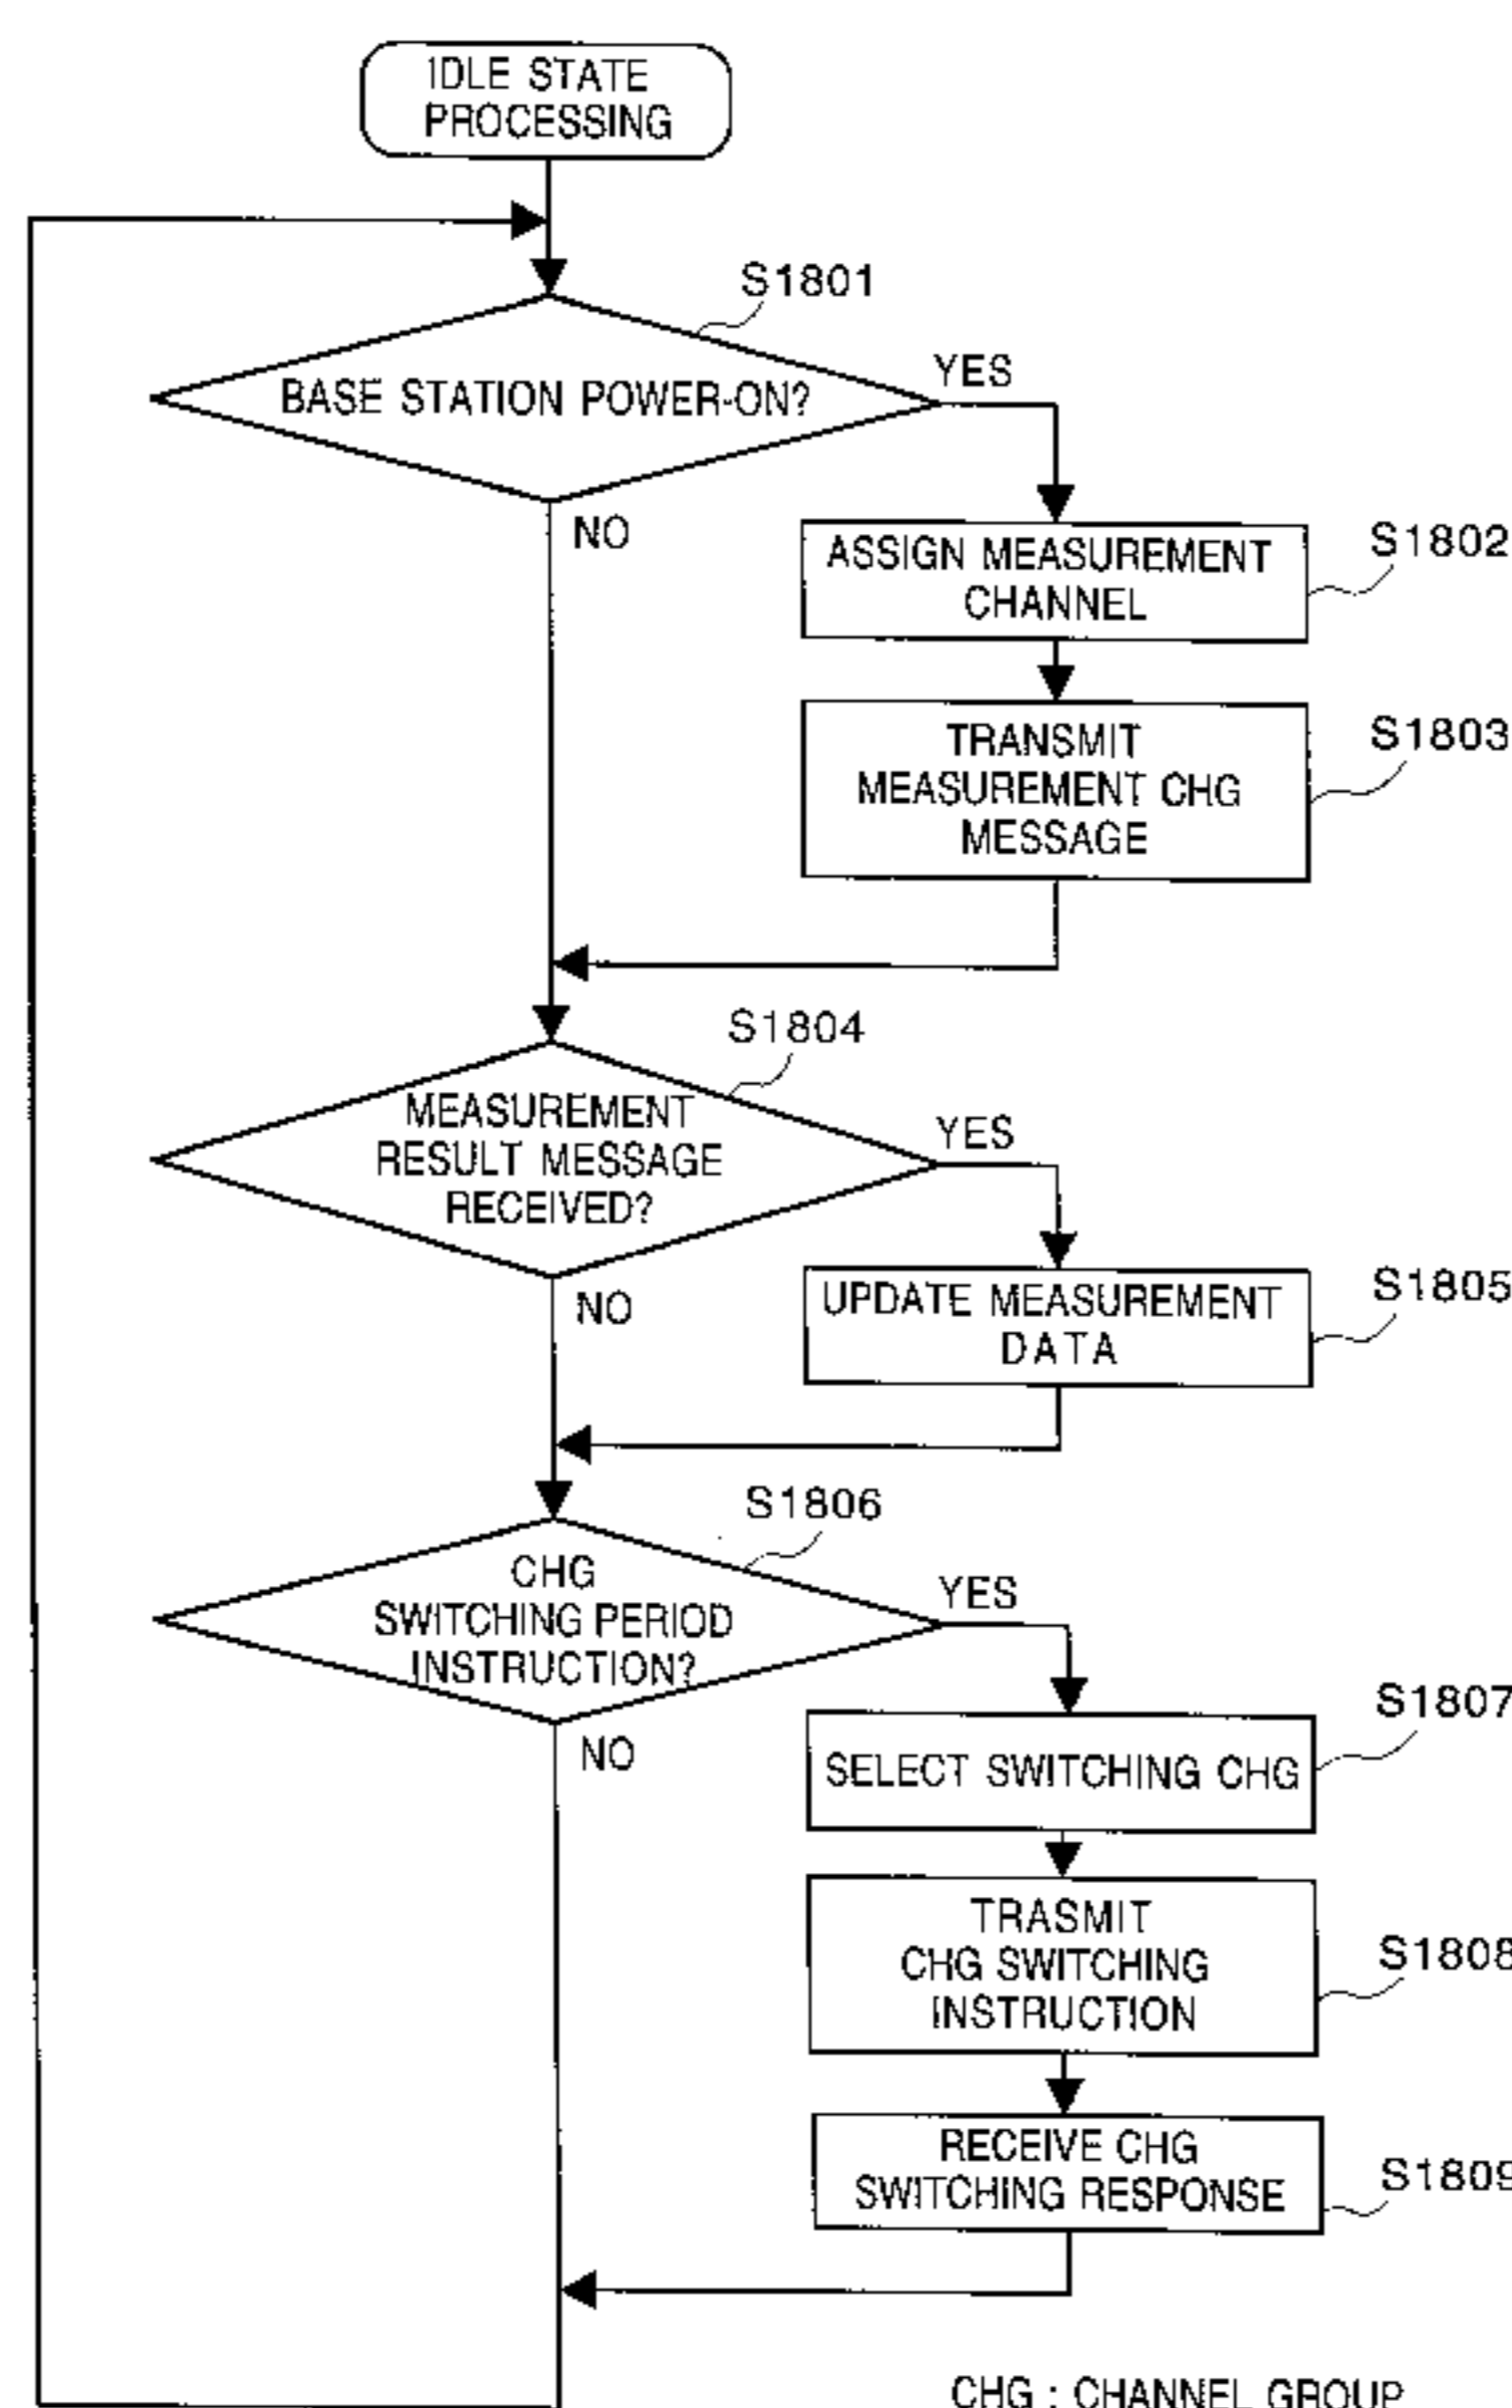 IDLE STATE
PROCESSING
S1801
BASE STATION POWER-ON?
YES
NO
ASSIGN MEASUREMENT
CHANNEL
S1802
TRANSMIT
MEASUREMENT CHG
MESSAGE
S1803
S1804
MEASUREMENT
RESULT MESSAGE
RECEIVED?
YES
NO
UPDATE MEASUREMENT
DATA
S1805
S1806
CHG
SWITCHING PERIOD
INSTRUCTION?
YES
NO
SELECT SWITCHING CHG
S1807
TRASMIT
CHG SWITCHING
INSTRUCTION
S1808
RECEIVE CHG
SWITCHING RESPONSE
S1809
CHG : CHANNEL GROUP